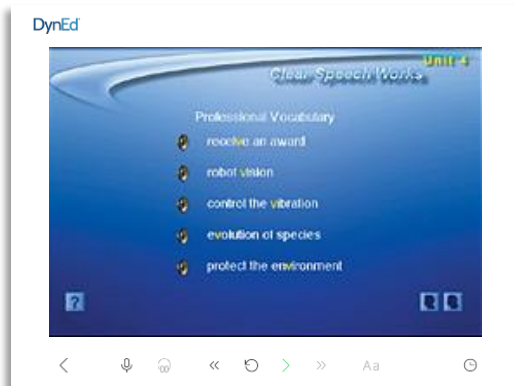 DynEd
Unit 4
Clear Speech Works
Professional Vocabulary
receive an award
robot vision
control the vibration
evolution of species
protect the environment
?
Aa